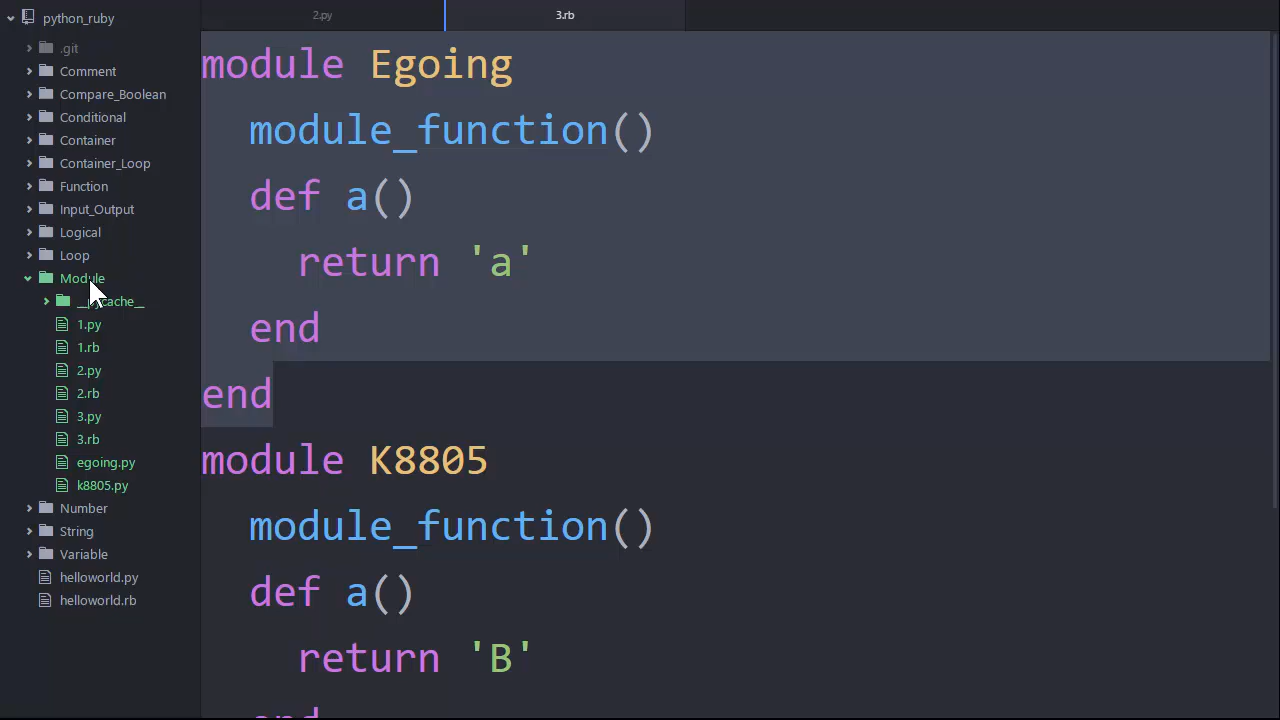 python_ruby
.git
Comment
Compare_Boolean
Conditional
Container
Container_Loop
Function
Input_Output
Logical
Loop
Module
__pycache__
1.py
1.rb
2.py
2.rb
3.py
3.rb
egoing.py
k8805.py
Number
String
Variable
helloworld.py
helloworld.rb
2.py
3.rb
module Egoing
module_function()
def a()
return 'a'
end
end
module K8805
module_function()
def a()
return 'B'
end